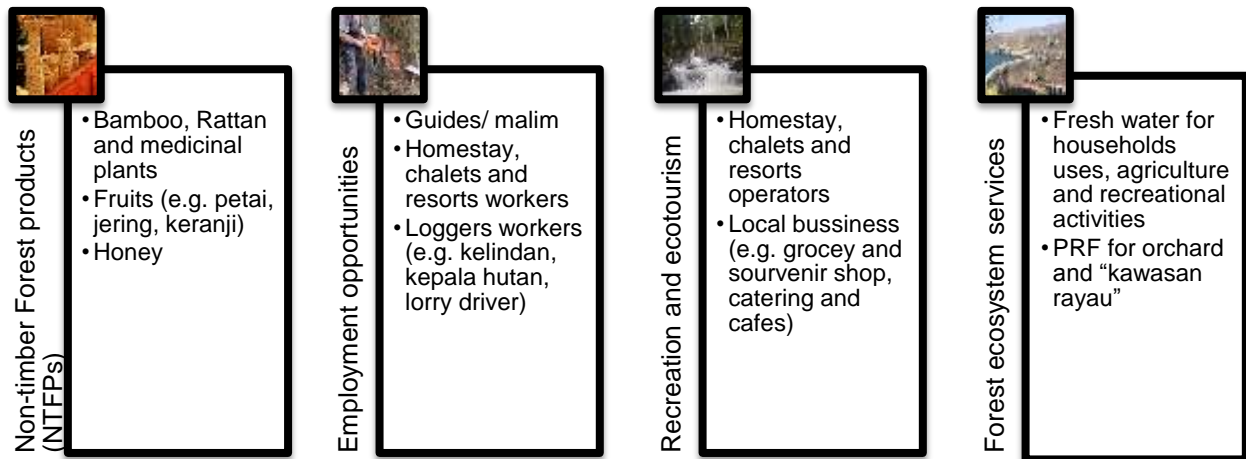 Non-timber Forest products
(NTFPs)
•Bamboo, Rattan
and medicinal
plants
•Fruits (e.g. petai,
jering, keranji)
•Honey
Employment opportunities
•Guides/ malim
•Homestay,
chalets and
resorts workers
•Loggers workers
(e.g. kelindan,
kepala hutan,
lorry driver)
Recreation and ecotourism
•Homestay,
chalets and
resorts
operators
•Local bussiness
(e.g. grocey and
sourvenir shop,
catering and
cafes)
Forest ecosystem services
•Fresh water for
households
uses, agriculture
and recreational
activities
•PRF for orchard
and “kawasan
rayau”